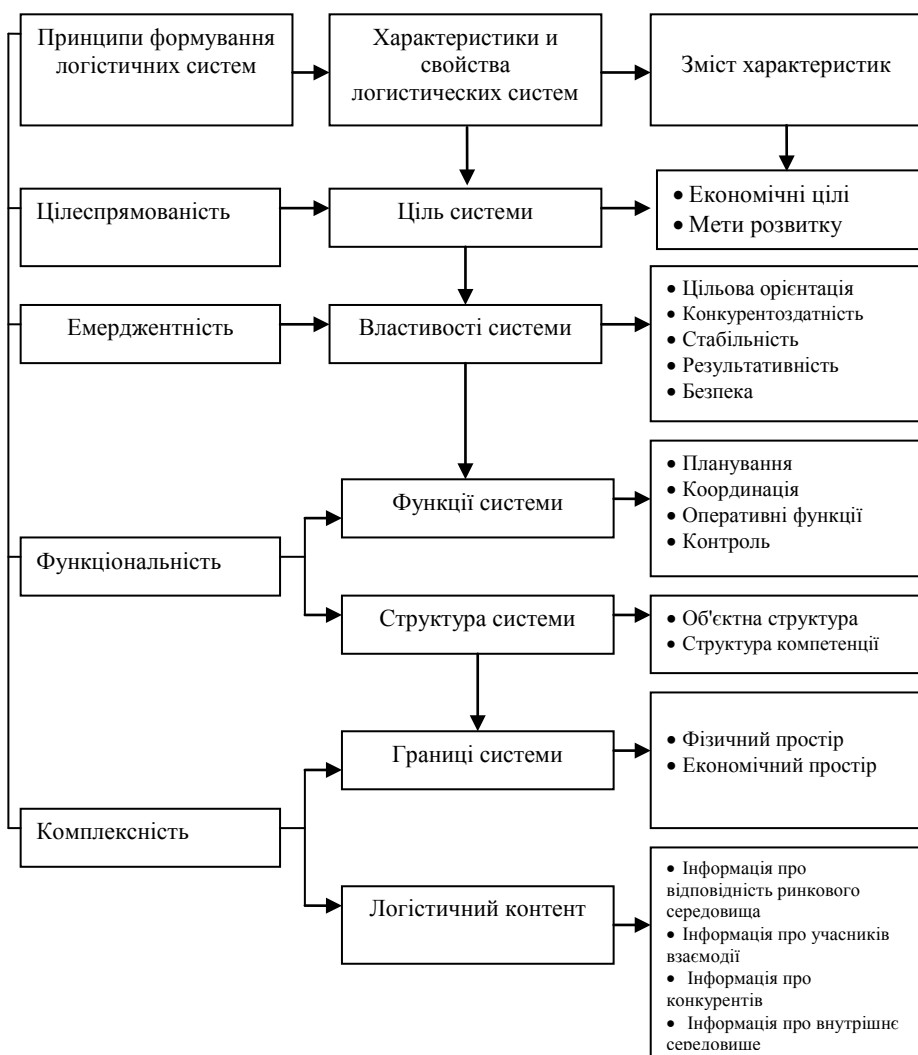 Принципи формування
логістичних систем
Характеристики и
свойства
логистических систем
Зміст характеристик
Цілеспрямованість
Ціль системи
• Економічні цілі
• Мети розвитку
Емерджентність
Властивості системи
• Цільова орієнтація
• Конкурентоздатність
• Стабільність
• Результативність
• Безпека
Функціональність
Функції системи
• Планування
• Координація
• Оперативні функції
• Контроль
Структура системи
• Об'єктна структура
• Структура компетенції
Комплексність
Границі системи
• Фізичний простір
• Економічний простір
Логістичний контент
• Інформація про
відповідність ринкового
середовища
• Інформація про учасників
взаємодії
• Інформація про
конкурентів
• Інформація про внутрішнє
середовище